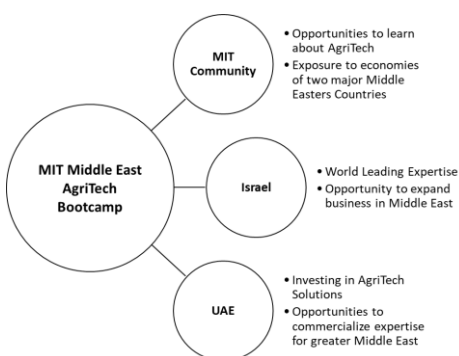 MIT Middle East
AgriTech
Bootcamp
MIT
Community
• Opportunities to learn
about AgriTech
• Exposure to economies
of two major Middle
Easters Countries
Israel
• World Leading Expertise
• Opportunity to expand
business in Middle East
UAE
• Investing in AgriTech
Solutions
• Opportunities to
commercialize expertise
for greater Middle East